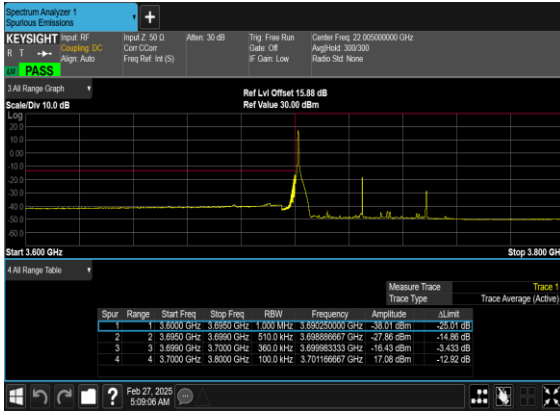 Spectrum Analyzer 1
Spurious Emissions
+
KEYSIGHT
R T
Input: RF
Coupling: DC
Align: Auto
Input Z: 50 Ω
Corr CCorr
Freq Ref: Int (S)
Atten: 30 dB
Trig: Free Run
Gate: Off
IF Gain: Low
Center Freq: 22.005000000 GHz
Avg|Hold: 300/300
Radio Std: None
PASS
3 All Range Graph
Scale/Div 10.0 dB
Ref Lvl Offset 15.88 dB
Ref Value 30.00 dBm
Log
20.0
10.0
0.00
-10.0
-20.0
-30.0
-40.0
-50.0
-60.0
Start 3.600 GHz
Stop 3.800 GH
4 All Range Table
Measure Trace Trace 1
Trace Type Trace Average (Active)
Spur Range Start Freq Stop Freq RBW Frequency Amplitude ΔLimit
1 1 3.6000 GHz 3.6950 GHz 1.000 MHz 3.690250000 GHz -38.01 dBm -25.01 dB
2 2 3.6950 GHz 3.6990 GHz 510.0 kHz 3.698886667 GHz -27.86 dBm -14.86 dB
3 3 3.6990 GHz 3.7000 GHz 360.0 kHz 3.699983333 GHz -16.43 dBm -3.433 dB
4 4 3.7000 GHz 3.8000 GHz 100.0 kHz 3.701166667 GHz 17.08 dBm -12.92 dB
?
Feb 27, 2025
5:09:06 AM